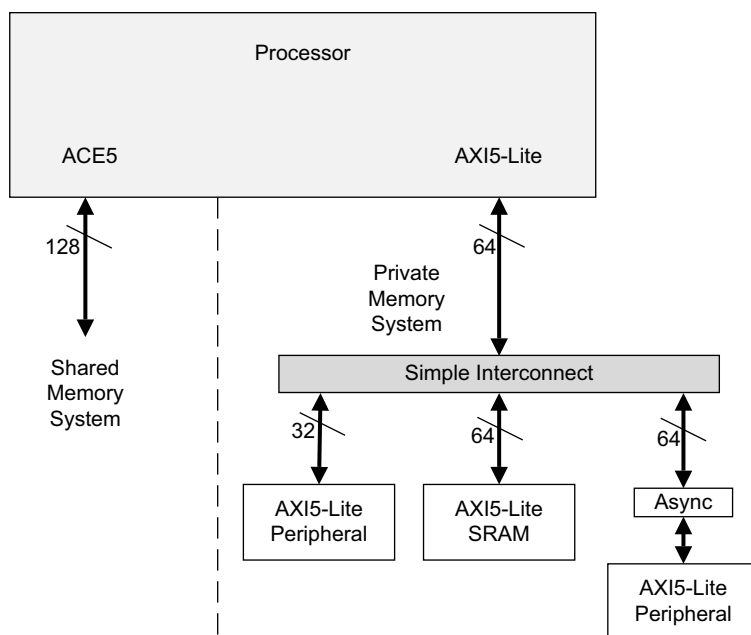 Processor
ACE5
AXI5-Lite
128
64
Private
Memory
System
Shared
Memory
System
Simple Interconnect
32
64
64
AXI5-Lite
Peripheral
AXI5-Lite
SRAM
Async
AXI5-Lite
Peripheral